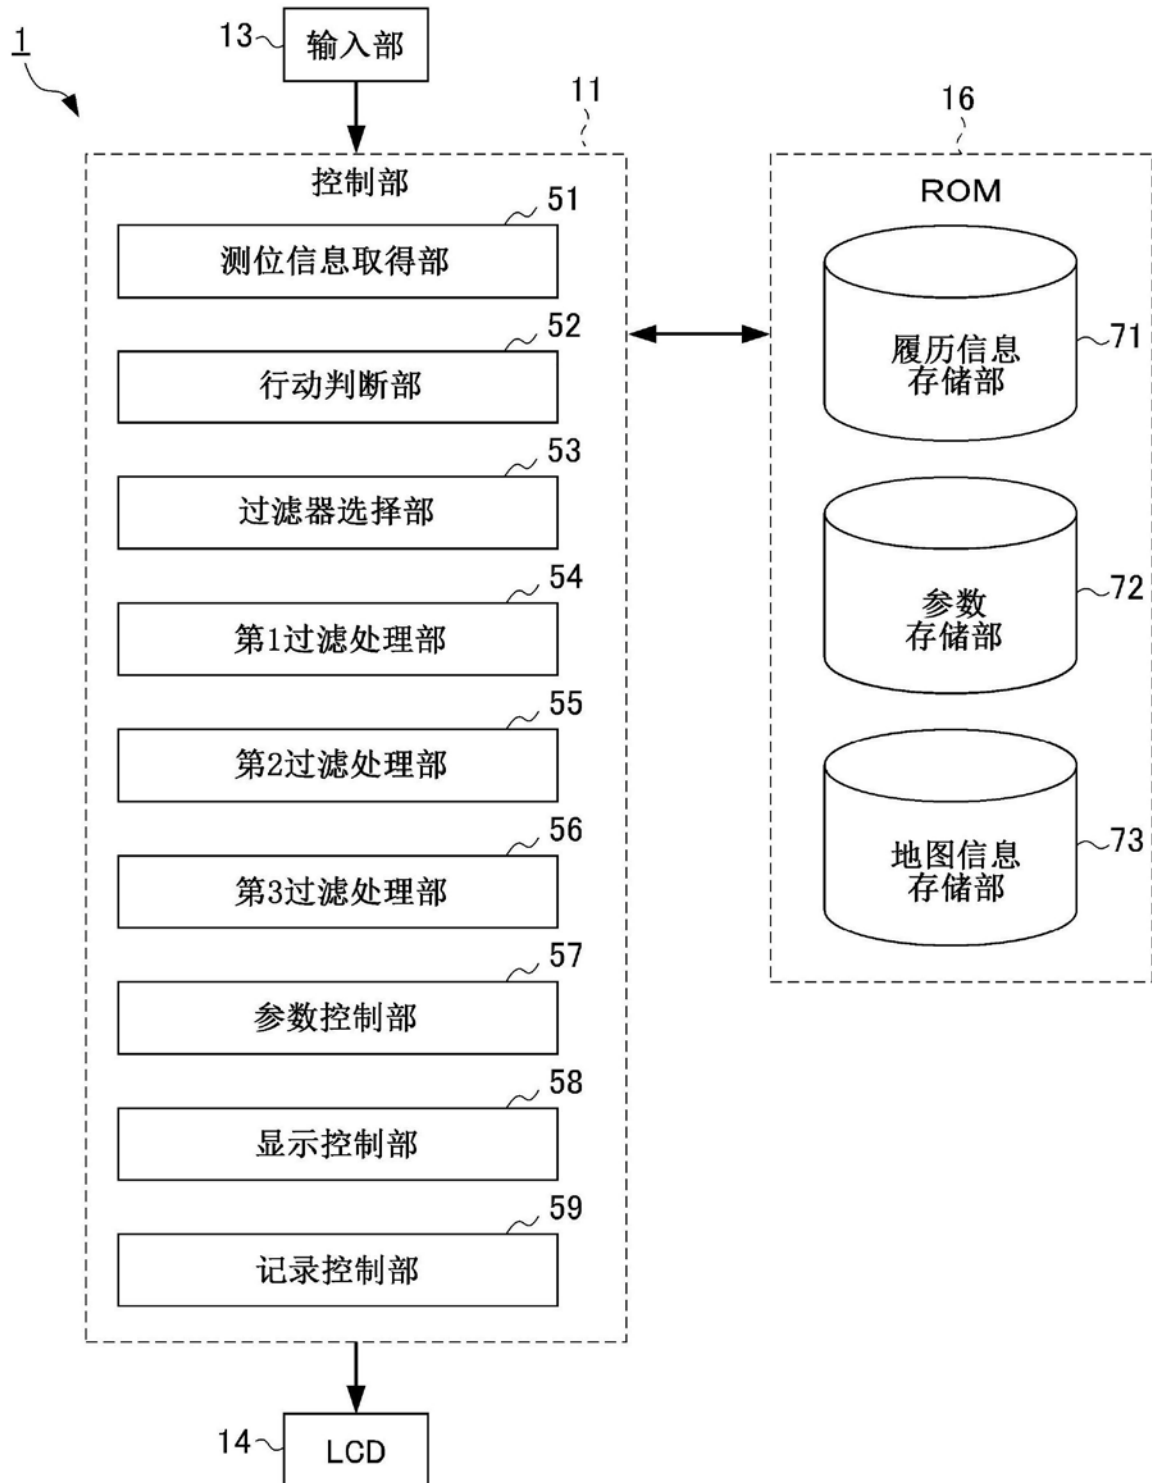 1
13
输入部
11
控制部
51
测位信息取得部
52
行动判断部
53
过滤器选择部
54
第1过滤处理部
55
第2过滤处理部
56
第3过滤处理部
57
参数控制部
58
显示控制部
59
记录控制部
14
LCD
16
ROM
履历信息
存储部
71
参数
存储部
72
地图信息
存储部
73